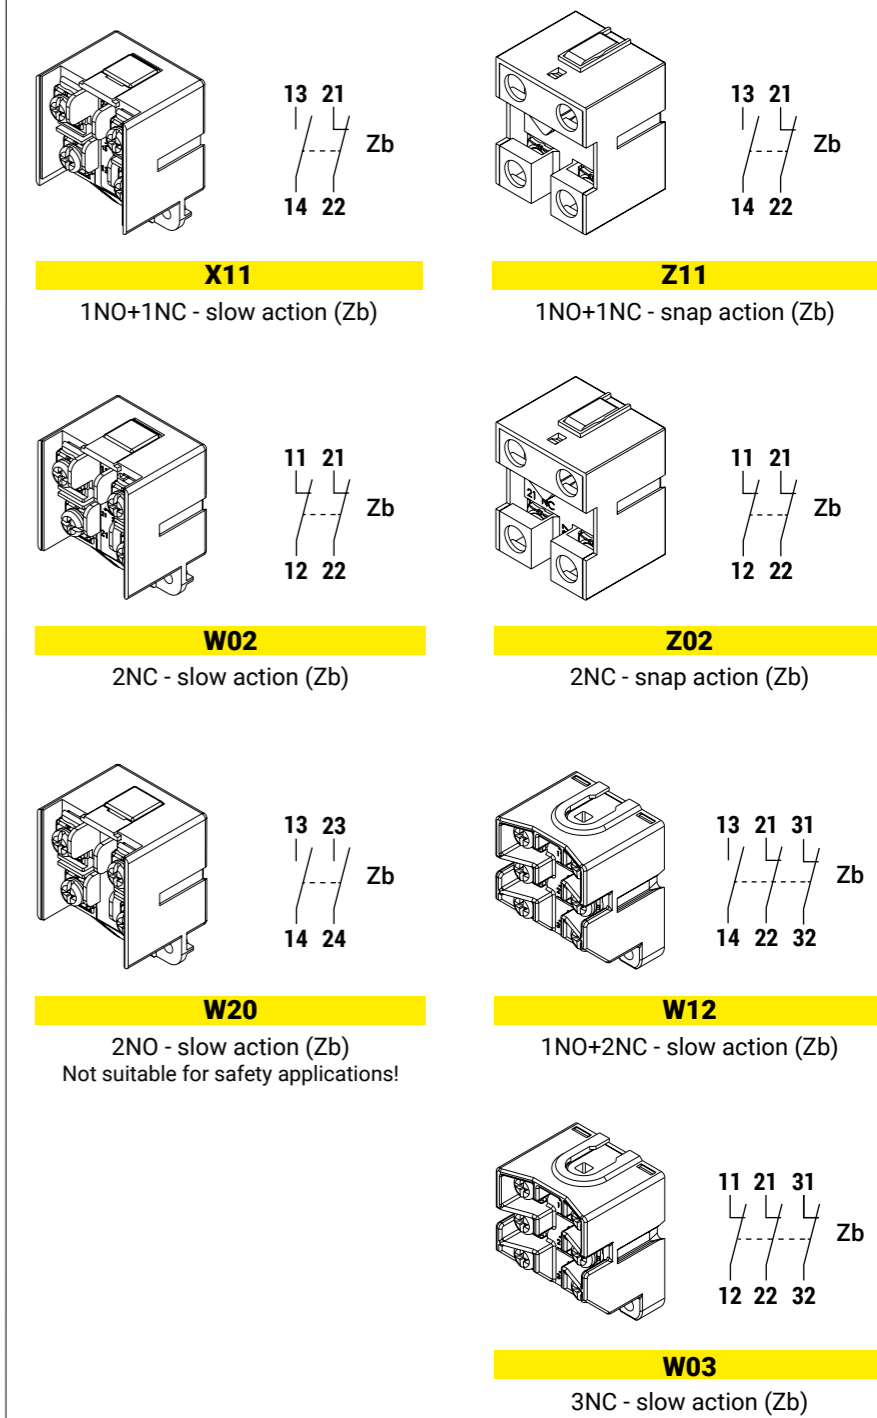 13 21
Zb
14 22
X11
1NO+1NC - slow action (Zb)
13 21
Zb
14 22
Z11
1NO+1NC - snap action (Zb)
11 21
Zb
12 22
W02
2NC - slow action (Zb)
21 NC
11 21
Zb
12 22
Z02
2NC - snap action (Zb)
13 23
Zb
14 24
W20
2NO - slow action (Zb)
Not suitable for safety applications!
13 21 31
Zb
14 22 32
W12
1NO+2NC - slow action (Zb)
11 21 31
Zb
12 22 32
W03
3NC - slow action (Zb)